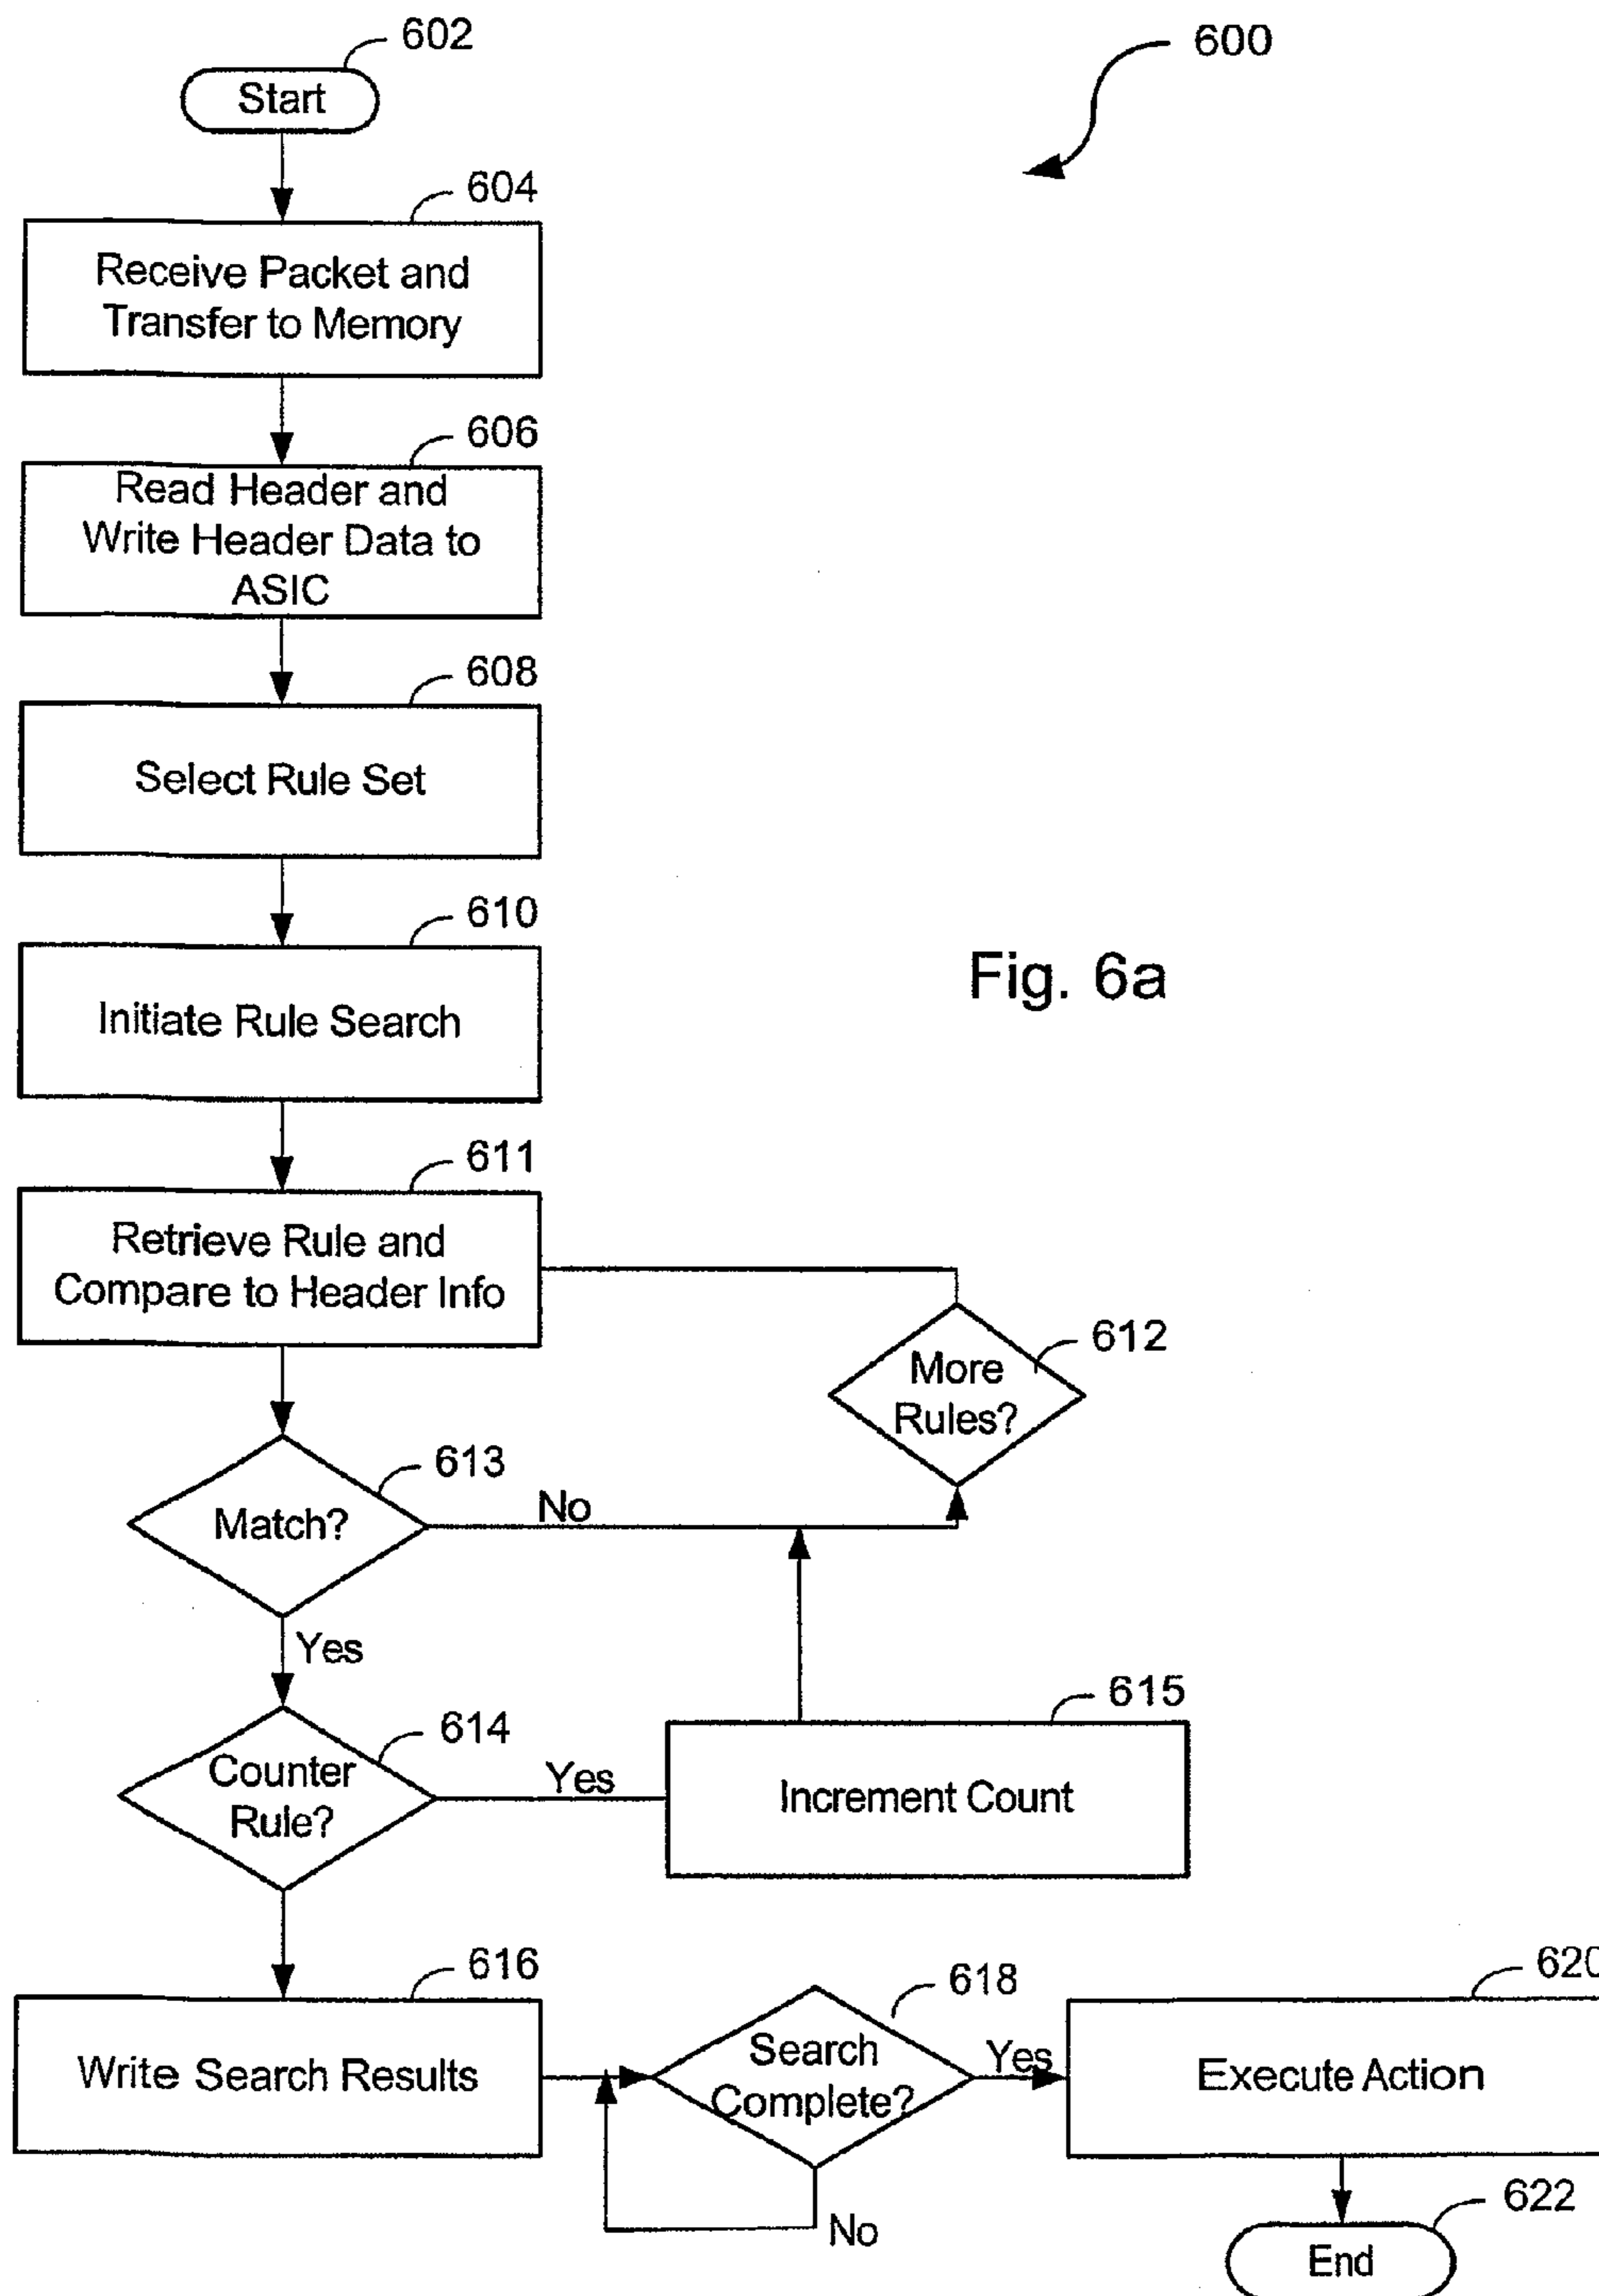 602
600
Start
604
Receive Packet and
Transfer to Memory
606
Read Header and
Write Header Data to
ASIC
608
Select Rule Set
610
Initiate Rule Search
Fig. 6a
611
Retrieve Rule and
Compare to Header Info
612
More
Rules?
613
Match?
No
Yes
614
Counter
Rule?
Yes
615
Increment Count
616
Write Search Results
618
Search
Complete?
Yes
No
620
Execute Action
622
End